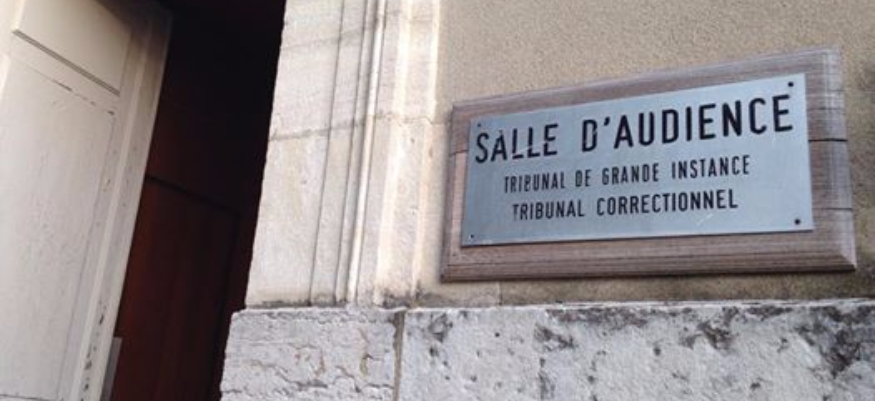 SALLE D'AUDIENCE
TRIBUNAL DE GRANDE INSTANCE
TRIBUNAL CORRECTIONNEL